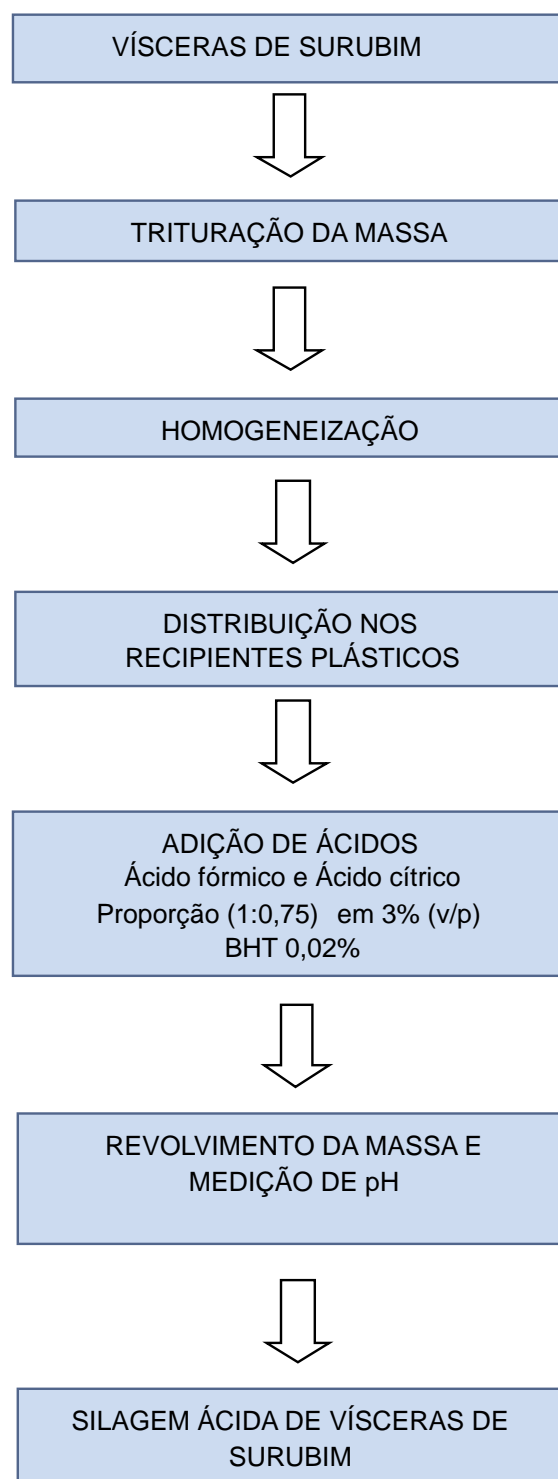 VÍSCERAS DE SURUBIM
TRITURAÇÃO DA MASSA
HOMOGENEIZAÇÃO
DISTRIBUIÇÃO NOS
RECIPIENTES PLÁSTICOS
ADIÇÃO DE ÁCIDOS
Ácido fórmico e Ácido cítrico
Proporção (1:0,75) em 3% (v/p)
BHT 0,02%
REVOLVIMENTO DA MASSA E
MEDIÇÃO DE pH
SILAGEM ÁCIDA DE VÍSCERAS DE
SURUBIM